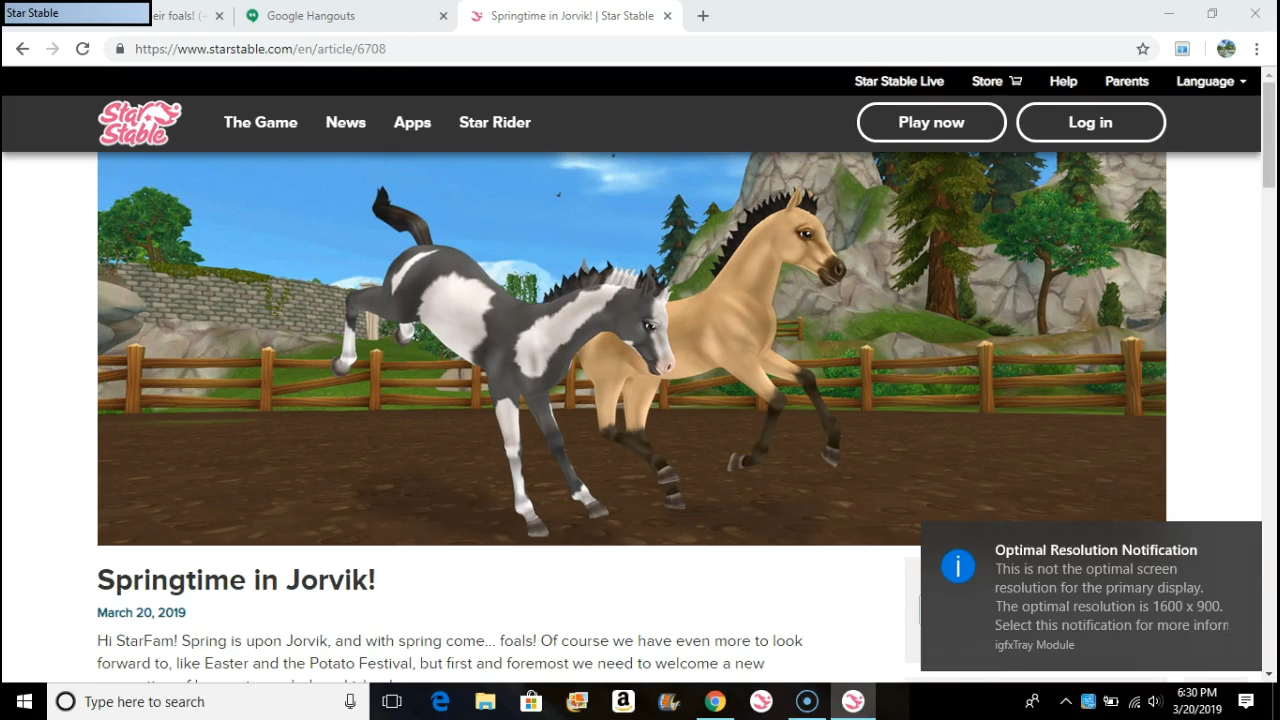 Star Stable
eir foals! (-
Google Hangouts
Springtime in Jorvik! | Star Stable
https://www.starstable.com/en/article/6708
Star Stable Live
Store
Help
Parents
Language
Star Stable
The Game
News
Apps
Star Rider
Play now
Log in
Springtime in Jorvik!
March 20, 2019
Hi StarFam! Spring is upon Jorvik, and with spring come... foals! Of course we have even more to look
forward to, like Easter and the Potato Festival, but first and foremost we need to welcome a new
Optimal Resolution Notification
This is not the optimal screen
resolution for the primary display.
The optimal resolution is 1600 x 900.
Select this notification for more inforr
igfxTray Module
Type here to search
6:30 PM
3/20/2019